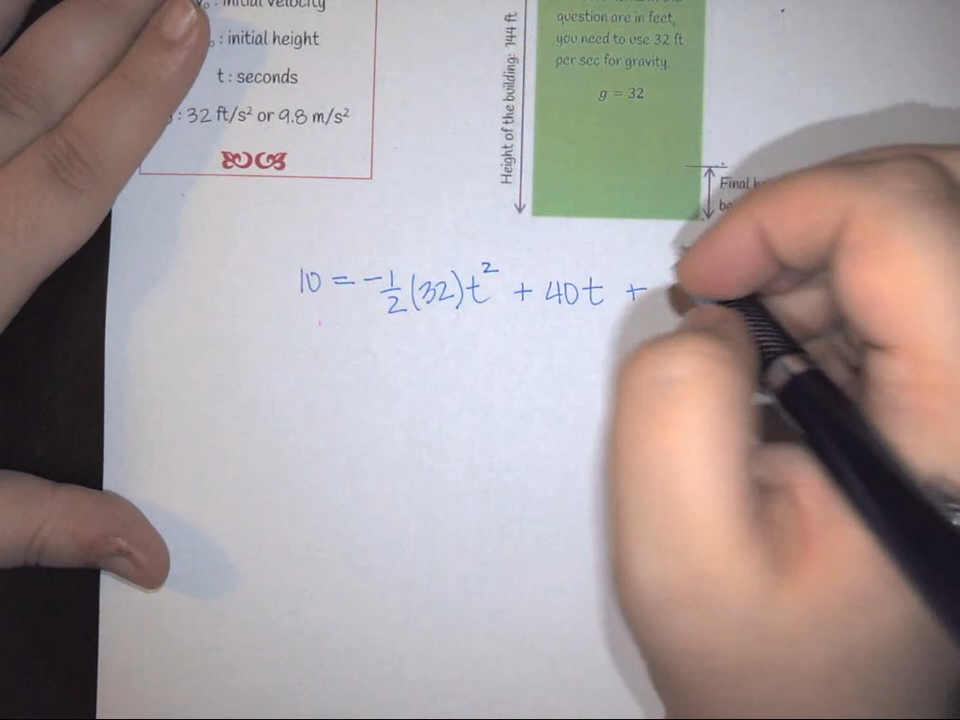 initial velocity
: initial height
t : seconds
: 32 ft/s² or 9.8 m/s²
Height of the building: 144 ft
question are in feet,
you need to use 32 ft
per sec for gravity.
g = 32
Final
10 = -1/2 (32)t² + 40t +